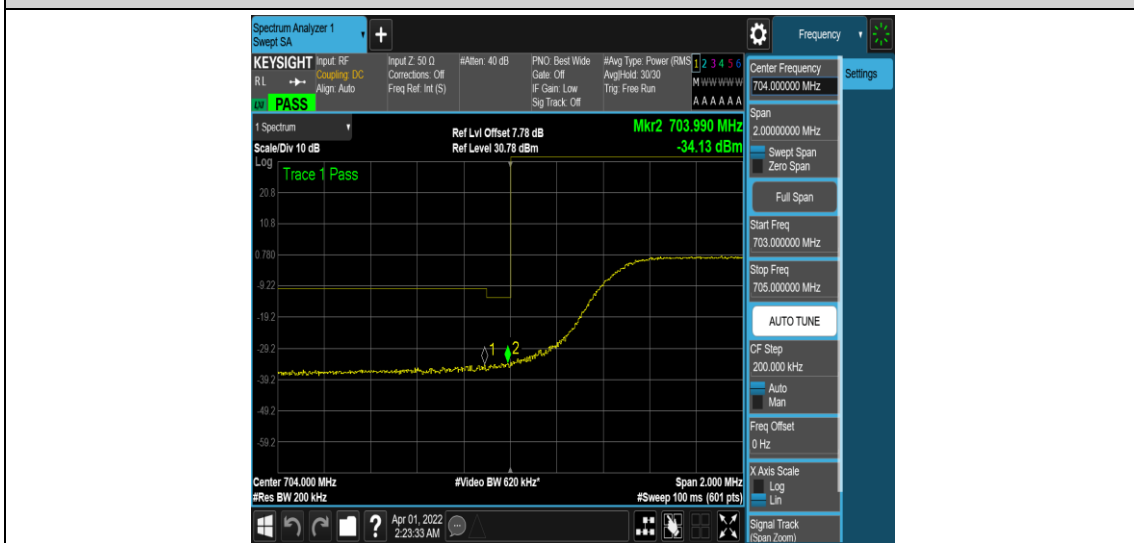 Spectrum Analyzer 1
Swept SA
+
Frequency
KEYSIGHT
RL
PASS
Input: RF
Coupling: DC
Align: Auto
Input Z: 50 Ω
Corrections: Off
Freq Ref: Int (S)
#Atten: 40 dB
PNO: Best Wide
Gate: Off
IF Gain: Low
Sig Track: Off
#Avg Type: Power (RMS
Avg|Hold: 30/30
Trig: Free Run
1 2 3 4 5 6
M W W W W W
A A A A A A
1 Spectrum
Scale/Div 10 dB
Ref Lvl Offset 7.78 dB
Ref Level 30.78 dBm
Mkr2 703.990 MHz
-34.13 dBm
Log
Trace 1 Pass
20.8
10.8
0.780
-9.22
-19.2
-29.2
-39.2
-49.2
-59.2
1
2
Center 704.000 MHz
#Res BW 200 kHz
#Video BW 620 kHz*
Span 2.000 MHz
#Sweep 100 ms (601 pts)
?
Apr 01, 2022
2:23:33 AM
Center Frequency
704.000000 MHz
Settings
Span
2.00000000 MHz
Swept Span
Zero Span
Full Span
Start Freq
703.000000 MHz
Stop Freq
705.000000 MHz
AUTO TUNE
CF Step
200.000 kHz
Auto
Man
Freq Offset
0 Hz
X Axis Scale
Log
Lin
Signal Track
(Span Zoom)